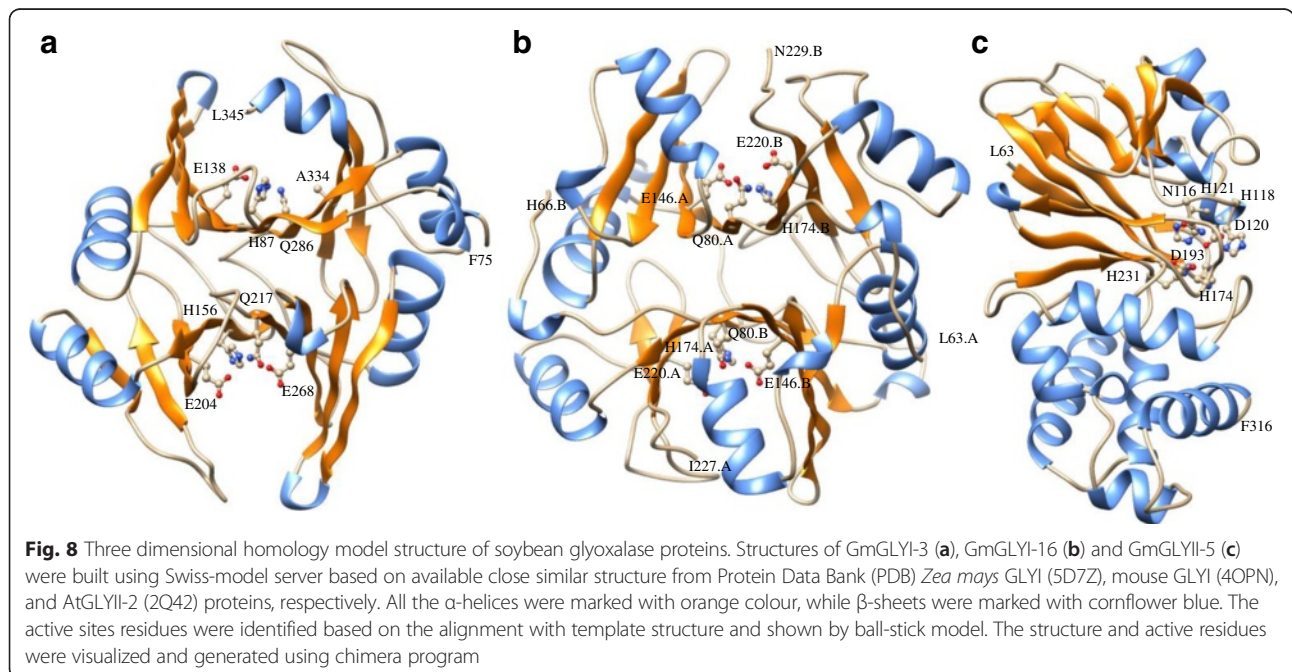 a
b
c
N229.B
L345
E138
A334
H87
Q286
F75
H156
Q217
E204
E268
E220.B
H66.B
E146.A
Q80.A
H174.B
Q80.B
H174.A
E220.A
E146.B
L63.A
I227.A
L63
N116
H121
H118
D120
D193
H231
H174
F316
Fig. 8 Three dimensional homology model structure of soybean glyoxalase proteins. Structures of GmGLYI-3 (a), GmGLYI-16 (b) and GmGLYII-5 (c)
were built using Swiss-model server based on available close similar structure from Protein Data Bank (PDB) Zea mays GLYI (5D7Z), mouse GLYI (4OPN),
and AtGLYII-2 (2Q42) proteins, respectively. All the α-helices were marked with orange colour, while β-sheets were marked with cornflower blue. The
active sites residues were identified based on the alignment with template structure and shown by ball-stick model. The structure and active residues
were visualized and generated using chimera program